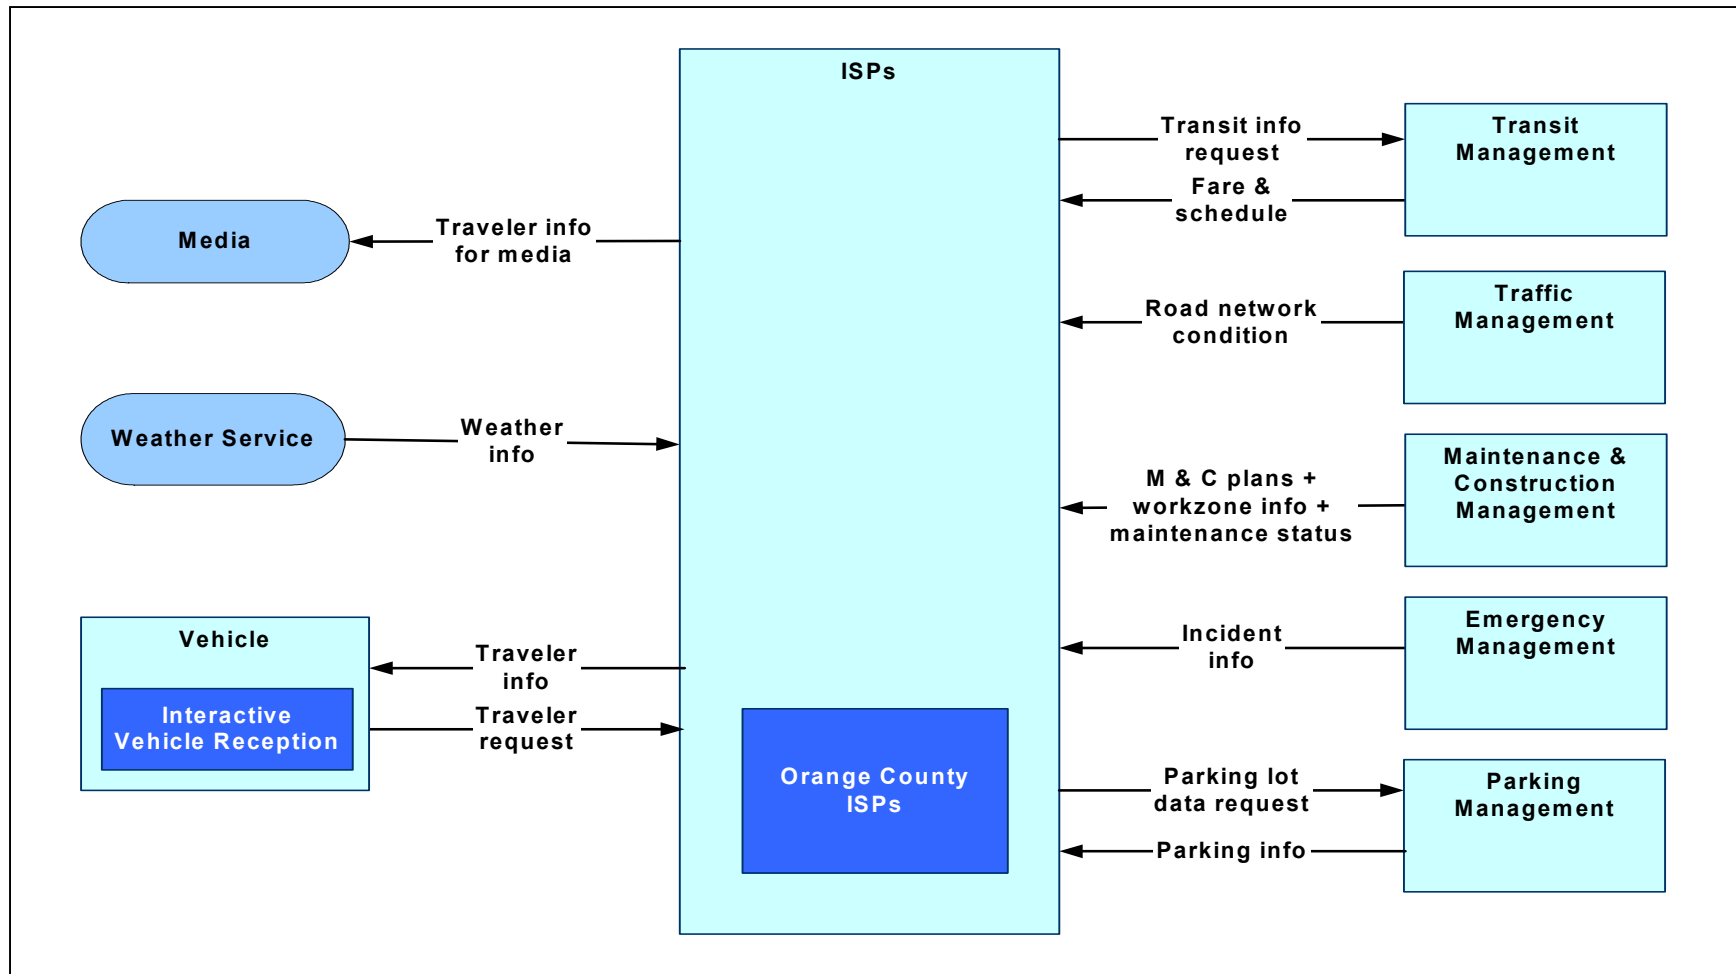 ISPs
Transit info
request
Transit
Management
Fare &
schedule
Media
Traveler info
for media
Road network
condition
Traffic
Management
Weather Service
Weather
info
M & C plans +
workzone info +
maintenance status
Maintenance &
Construction
Management
Vehicle
Interactive
Vehicle Reception
Traveler
info
Traveler
request
Incident
info
Emergency
Management
Orange County
ISPs
Parking lot
data request
Parking
Management
Parking info